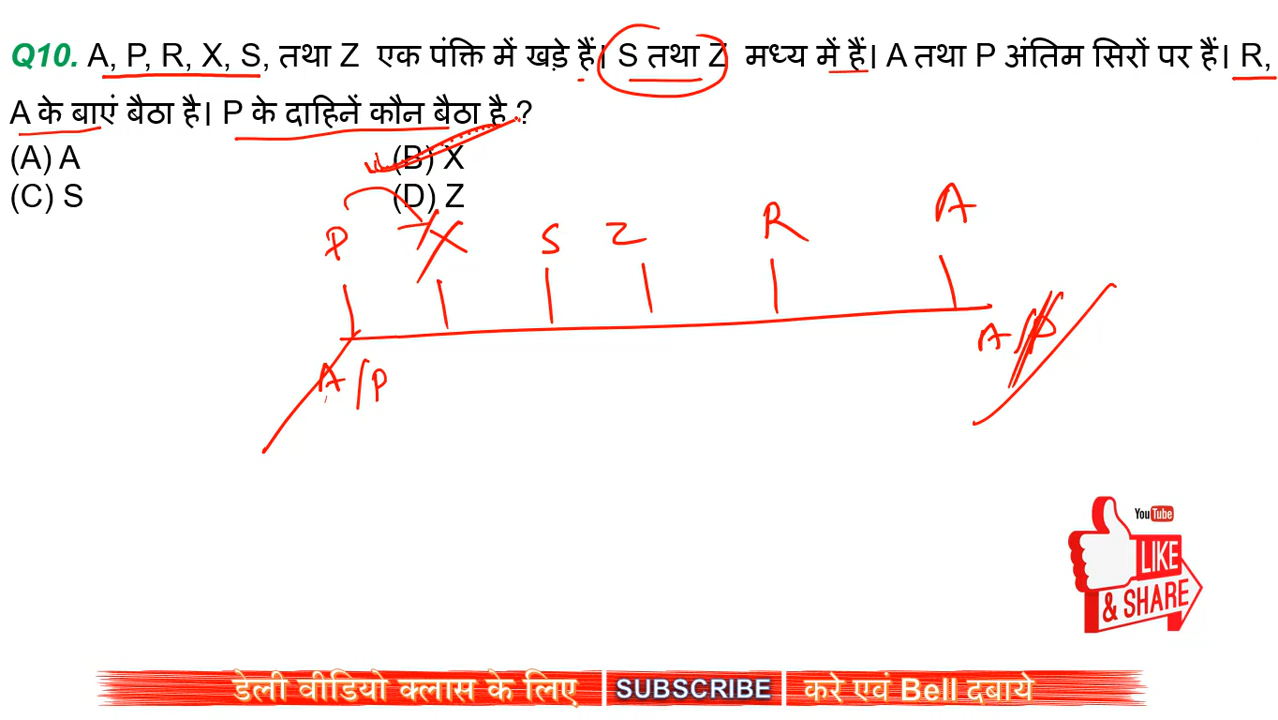 Q10. A, P, R, X, S, तथा Z एक पंक्ति में खड़े हैं। S तथा Z मध्य में हैं। A तथा P अंतिम सिरों पर हैं। R,
A के बाएं बैठा है। P के दाहिनें कौन बैठा है ?
(A) A (B) X
(C) S (D) Z
P X S Z R A
A/P A/P
YouTube
LIKE
& SHARE
डेली वीडियो क्लास के लिए SUBSCRIBE करे एवं Bell दबाये